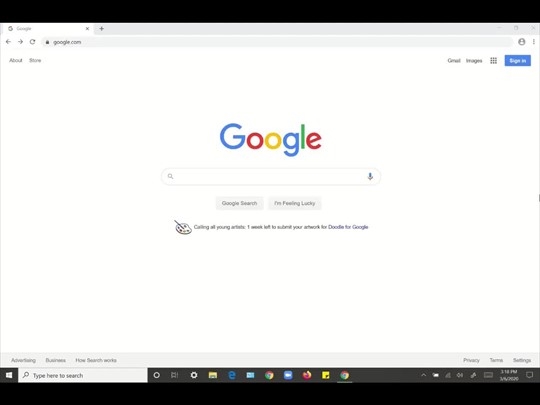 Google
google.com
About Store
Gmail Images Sign in
Google
Google Search I'm Feeling Lucky
Calling all young artists: 1 week left to submit your artwork for Doodle for Google
Advertising Business How Search works
Privacy Terms Settings
Type here to search
3:16 PM
3/6/2020